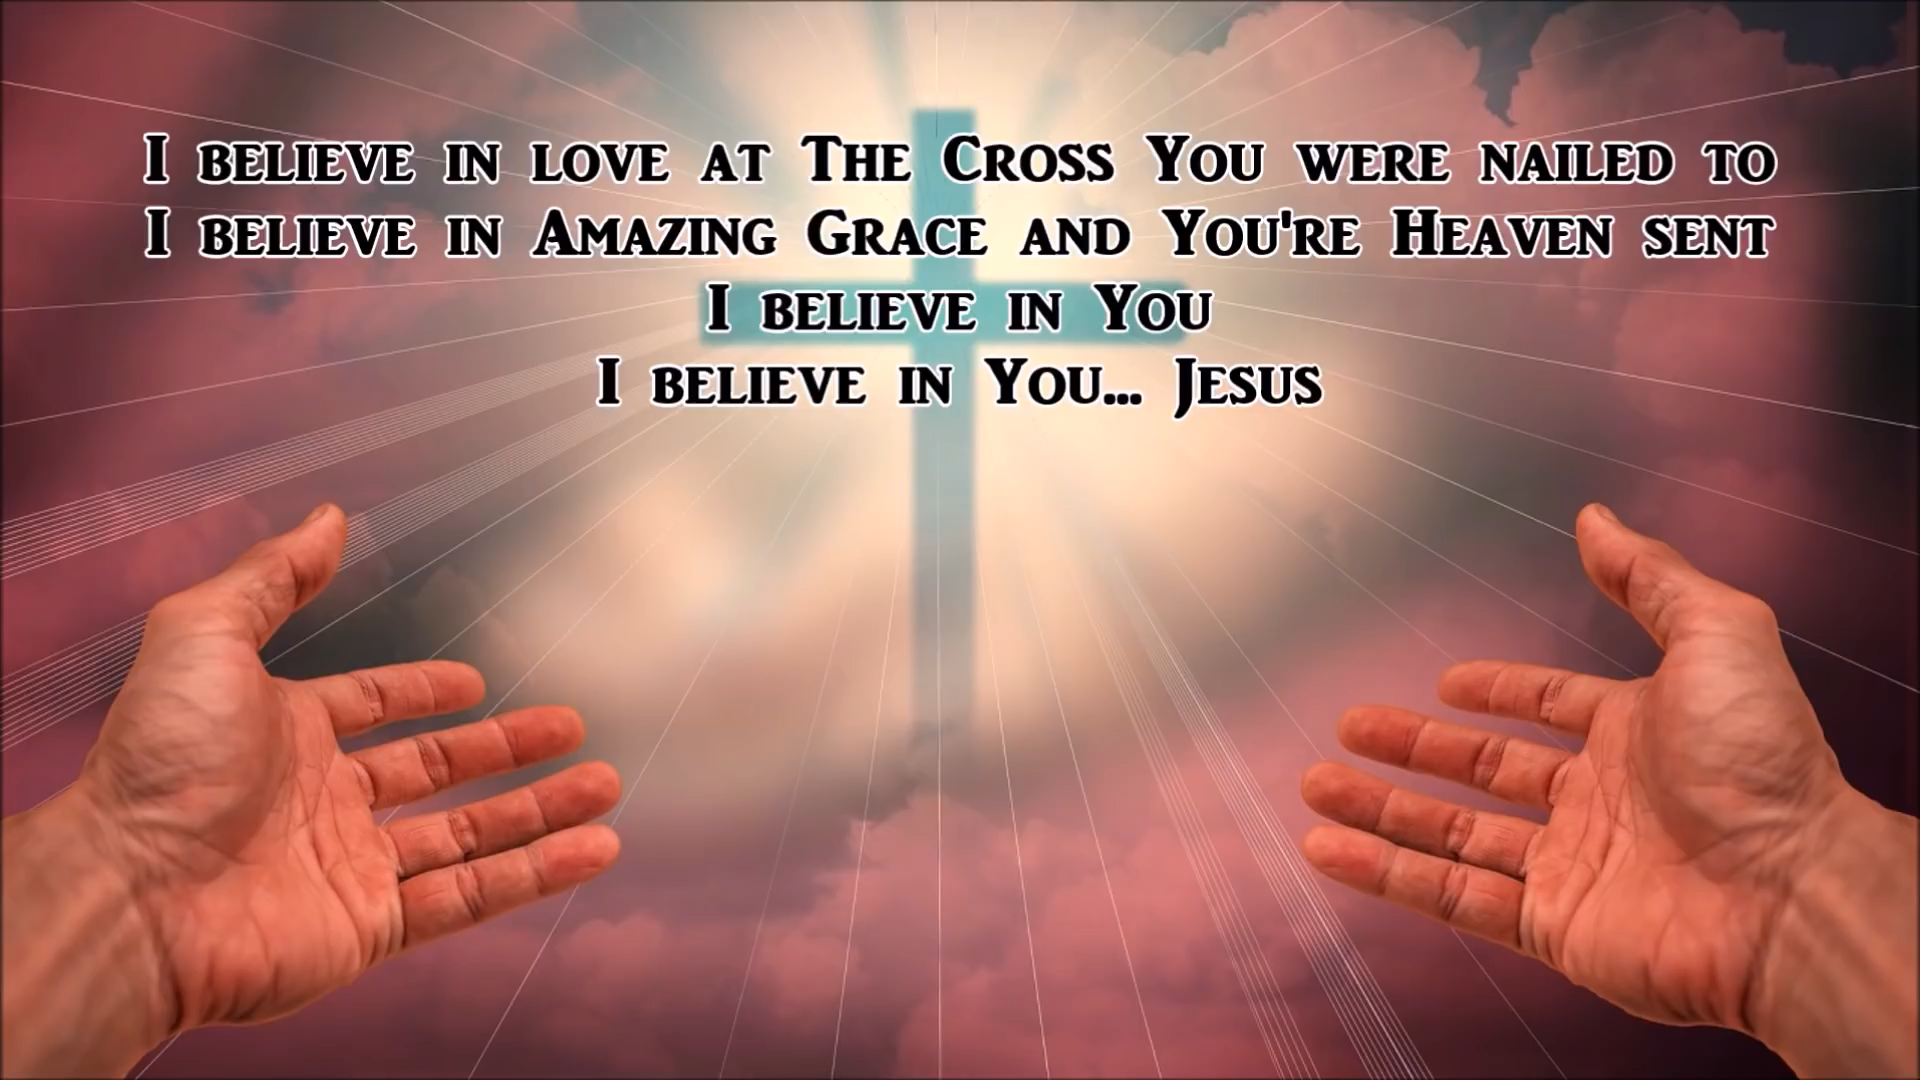 I believe in love at The Cross You were nailed to
I believe in Amazing Grace and You're Heaven sent
I believe in You
I believe in You... Jesus